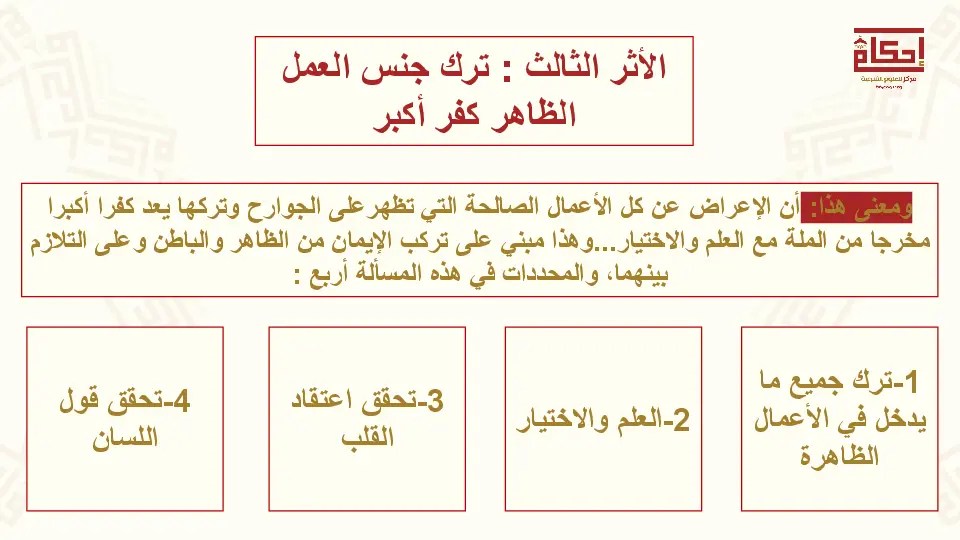 إحكام
مركز للعلوم الشرعية
الأثر الثالث : ترك جنس العمل
الظاهر كفر أكبر
ومعنى هذا: أن الإعراض عن كل الأعمال الصالحة التي تظهرعلى الجوارح وتركها يعد كفرا أكبرا
مخرجا من الملة مع العلم والاختيار...وهذا مبني على تركب الإيمان من الظاهر والباطن وعلى التلازم
بينهما، والمحددات في هذه المسألة أربع :
1-ترك جميع ما
يدخل في الأعمال
الظاهرة
2-العلم والاختيار
3-تحقق اعتقاد
القلب
4-تحقق قول
اللسان